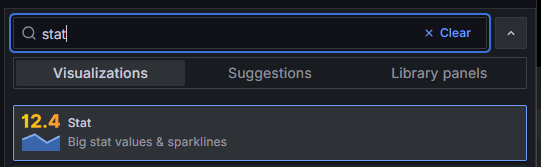 stat
Clear
Visualizations
Suggestions
Library panels
12.4
Stat
Big stat values & sparklines